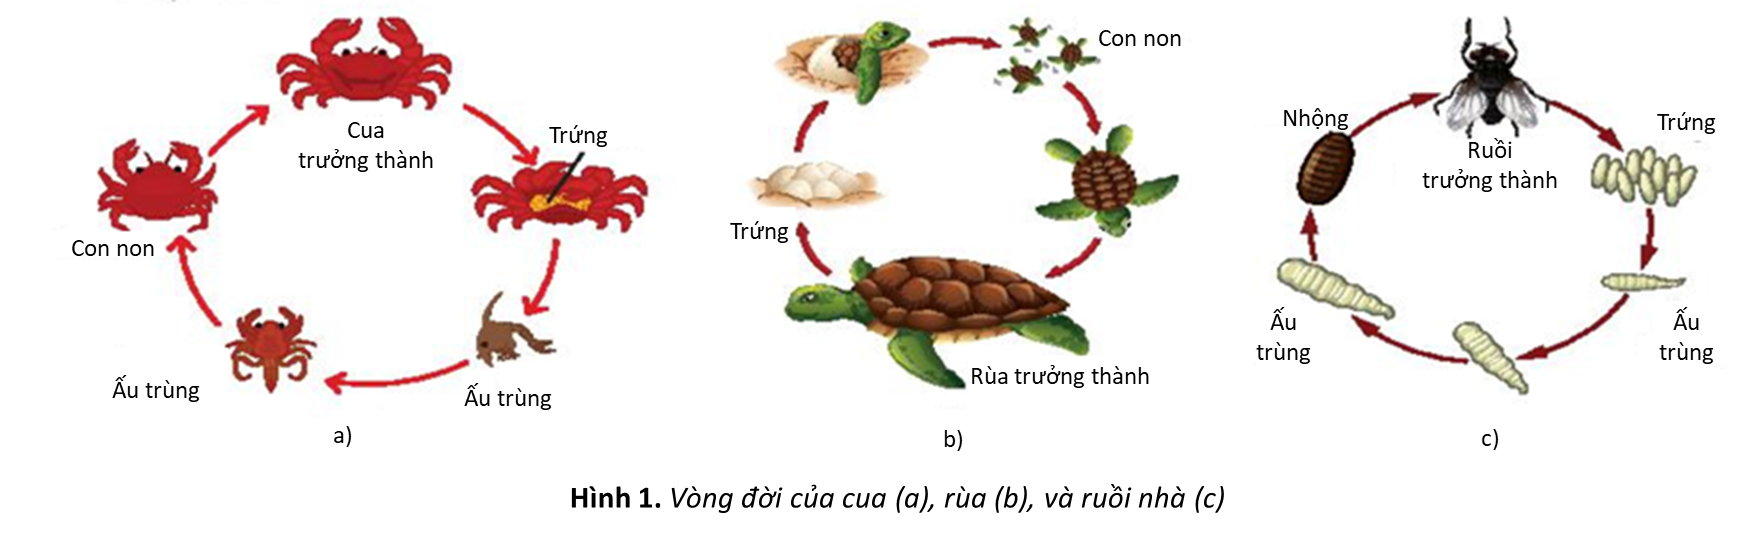 Cua
trưởng thành
Trứng
Con non
Ấu trùng
Ấu trùng
a)
Con non
Trứng
Rùa trưởng thành
b)
Nhộng
Ruồi
trưởng thành
Trứng
Ấu
trùng
Ấu
trùng
c)
Hình 1. Vòng đời của cua (a), rùa (b), và ruồi nhà (c)